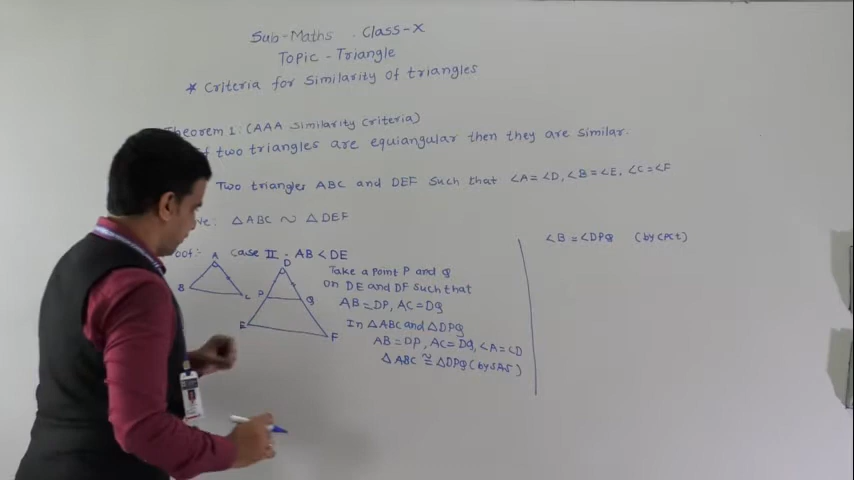 Sub-Maths . Class-X
Topic - Triangle
* Criteria for Similarity of triangles
Theorem 1: (AAA Similarity Criteria)
f two triangles are equiangular then they are similar.
Two triangles ABC and DEF Such that ∠A=∠D, ∠B=∠E, ∠C=∠F
ve: △ABC ~ △DEF
oof:- Case II - AB < DE
A
B
C
D
P
Q
E
F
Take a point P and Q
on DE and DF such that
AB=DP, AC=DQ
In △ABC and △DPQ
AB=DP, AC=DQ, ∠A=∠D
△ABC ≅ △DPQ (by SAS)
∠B = ∠DPQ (by CPCt)